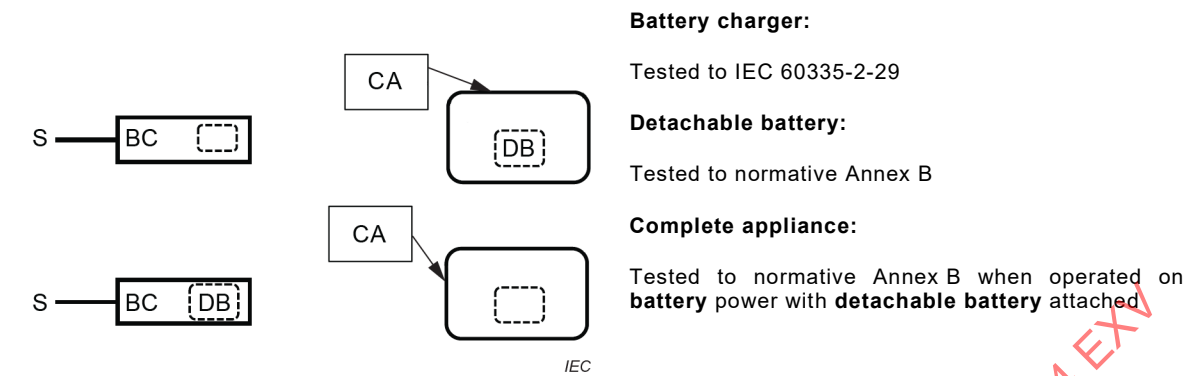 Battery charger:
CA
Tested to IEC 60335-2-29
S BC DB
Detachable battery:
Tested to normative Annex B
CA
Complete appliance:
Tested to normative Annex B when operated on
S BC DB
battery power with detachable battery attached
IEC